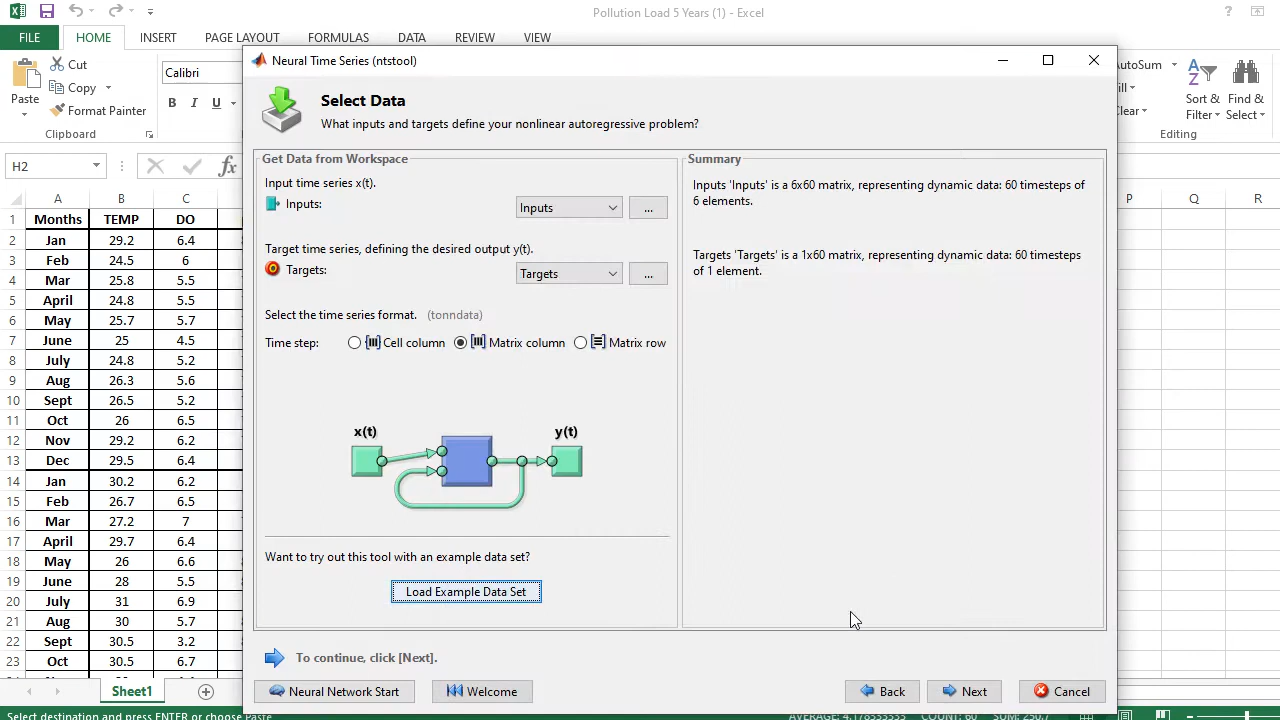 Pollution Load 5 Years (1) - Excel
FILE HOME INSERT PAGE LAYOUT FORMULAS DATA REVIEW VIEW
Paste
Cut
Copy
Format Painter
Clipboard
Calibri
B I U
AutoSum
Sort & Filter
Find & Select
Editing
H2
fx
Neural Time Series (ntstool)
Select Data
What inputs and targets define your nonlinear autoregressive problem?
Get Data from Workspace
Input time series x(t).
Inputs: Inputs ...
Target time series, defining the desired output y(t).
Targets: Targets ...
Select the time series format. (tonndata)
Time step: Cell column Matrix column Matrix row
x(t) y(t)
Want to try out this tool with an example data set?
Load Example Data Set
Summary
Inputs 'Inputs' is a 6x60 matrix, representing dynamic data: 60 timesteps of
6 elements.
Targets 'Targets' is a 1x60 matrix, representing dynamic data: 60 timesteps
of 1 element.
To continue, click [Next].
Neural Network Start Welcome Back Next Cancel
A B C P Q R
1 Months TEMP DO
2 Jan 29.2 6.4
3 Feb 24.5 6
4 Mar 25.8 5.5
5 April 24.8 5.5
6 May 25.7 5.7
7 June 25 4.5
8 July 24.8 5.2
9 Aug 26.3 5.6
10 Sept 26.5 5.2
11 Oct 26 6.5
12 Nov 29.2 6.2
13 Dec 29.5 6.4
14 Jan 30.2 6.2
15 Feb 26.7 6.5
16 Mar 27.2 7
17 April 29.7 6.4
18 May 26 6.6
19 June 28 5.5
20 July 31 6.9
21 Aug 30 5.7
22 Sept 30.5 3.2
23 Oct 30.5 6.7
Sheet1
Select destination and press ENTER or choose Paste
AVERAGE: 4.178333333 COUNT: 60 SUM: 250.7